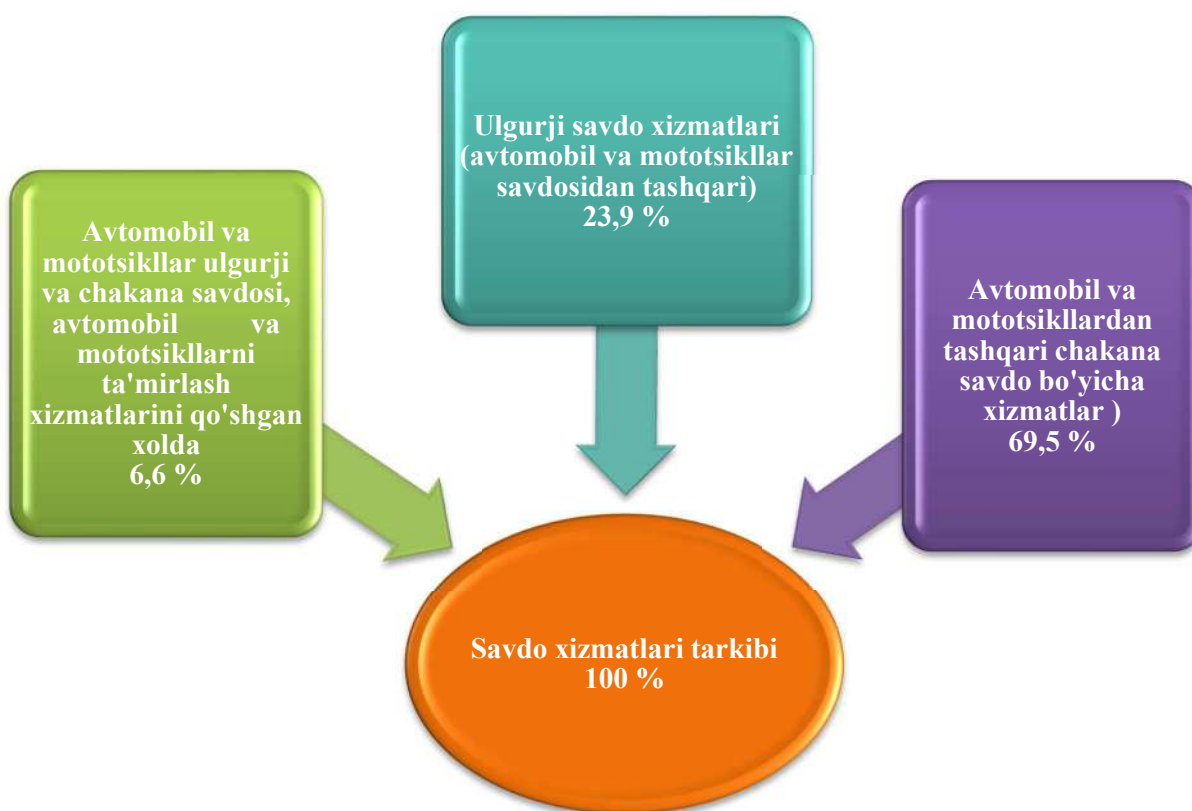 Ulgurji savdo xizmatlari
(avtomobil va mototsikllar
savdosidan tashqari)
23,9 %
Avtomobil va
mototsikllar ulgurji
va chakana savdosi,
avtomobil va
mototsikllarni
ta'mirlash
xizmatlarini qo'shgan
xolda
6,6 %
Avtomobil va
mototsikllardan
tashqari chakana
savdo bo'yicha
xizmatlar )
69,5 %
Savdo xizmatlari tarkibi
100 %